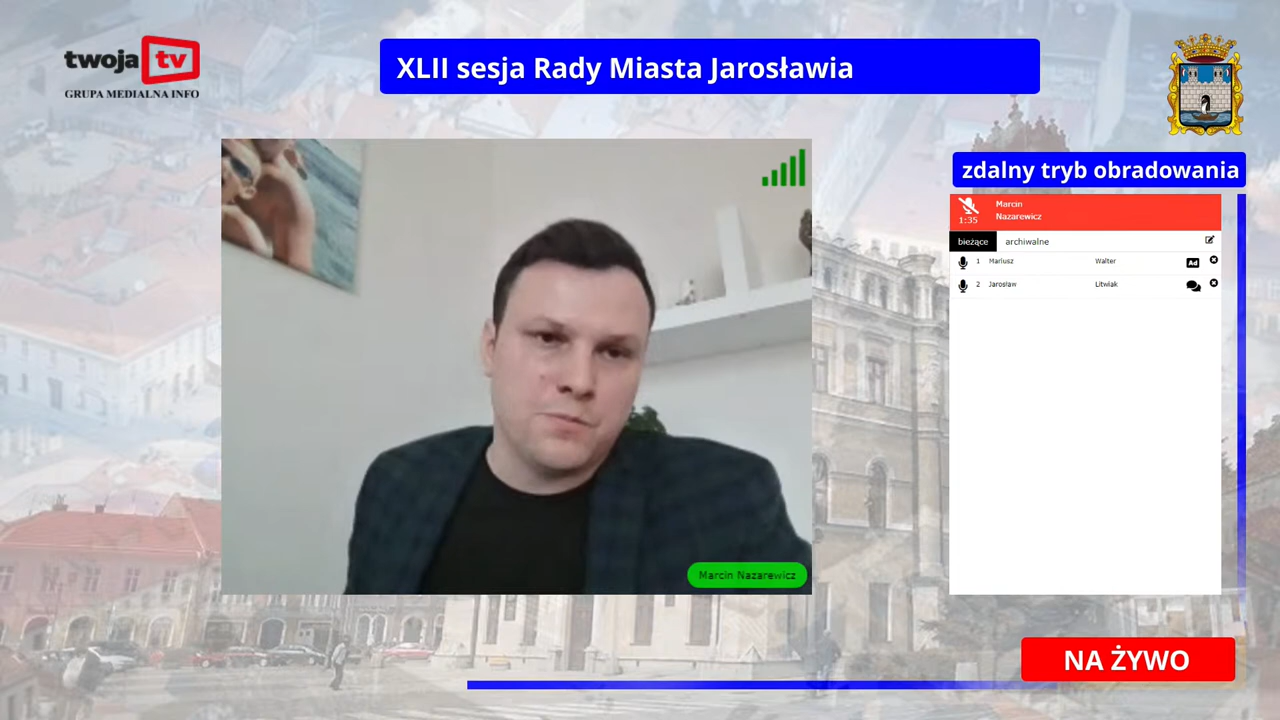 twoja tv
GRUPA MEDIALNA INFO
XLII sesja Rady Miasta Jarosławia
zdalny tryb obradowania
1:35
Marcin
Nazarewicz
bieżące archiwalne
1 Mariusz Walter Ad
2 Jarosław Litwiak
Marcin Nazarewicz
NA ŻYWO